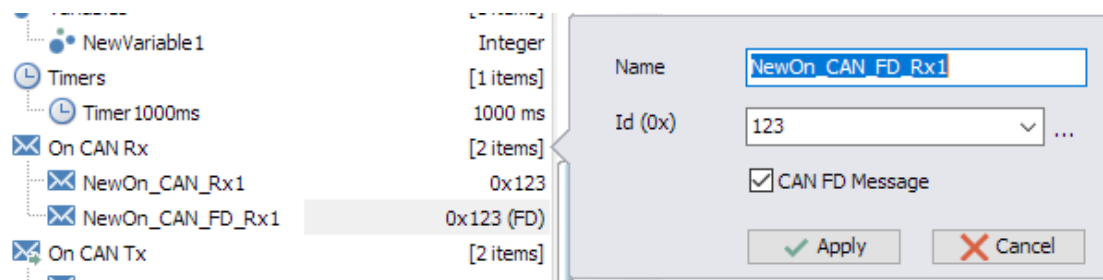 NewVariable1 Integer
Timers [1 items]
Timer1000ms 1000 ms
On CAN Rx [2 items]
NewOn_CAN_Rx1 0x123
NewOn_CAN_FD_Rx1 0x123 (FD)
On CAN Tx [2 items]
Name NewOn_CAN_FD_Rx1
Id (0x) 123 ...
CAN FD Message
Apply Cancel